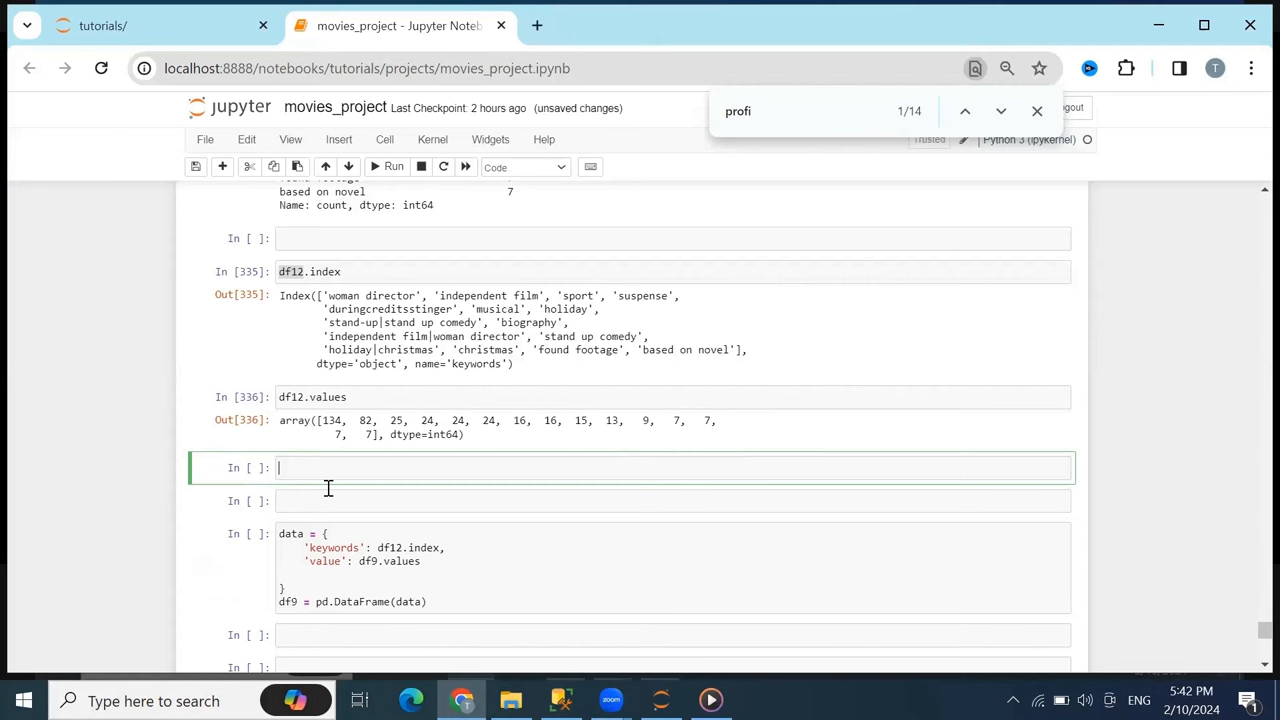 tutorials/
movies_project - Jupyter Noteb
localhost:8888/notebooks/tutorials/projects/movies_project.ipynb
T
profi 1/14
jupyter movies_project Last Checkpoint: 2 hours ago (unsaved changes)
ogout
File Edit View Insert Cell Kernel Widgets Help
Trusted Python 3 (ipykernel)
Run Code
based on novel 7
Name: count, dtype: int64
In [ ]:
In [335]: df12.index
Out[335]: Index(['woman director', 'independent film', 'sport', 'suspense',
'duringcreditsstinger', 'musical', 'holiday',
'stand-up|stand up comedy', 'biography',
'independent film|woman director', 'stand up comedy',
'holiday|christmas', 'christmas', 'found footage', 'based on novel'],
dtype='object', name='keywords')
In [336]: df12.values
Out[336]: array([134, 82, 25, 24, 24, 24, 16, 16, 15, 13, 9, 7, 7,
7, 7], dtype=int64)
In [ ]:
In [ ]:
In [ ]: data = {
'keywords': df12.index,
'value': df9.values
}
df9 = pd.DataFrame(data)
In [ ]:
In [ ]:
Type here to search
zoom
ENG
5:42 PM
2/10/2024
1